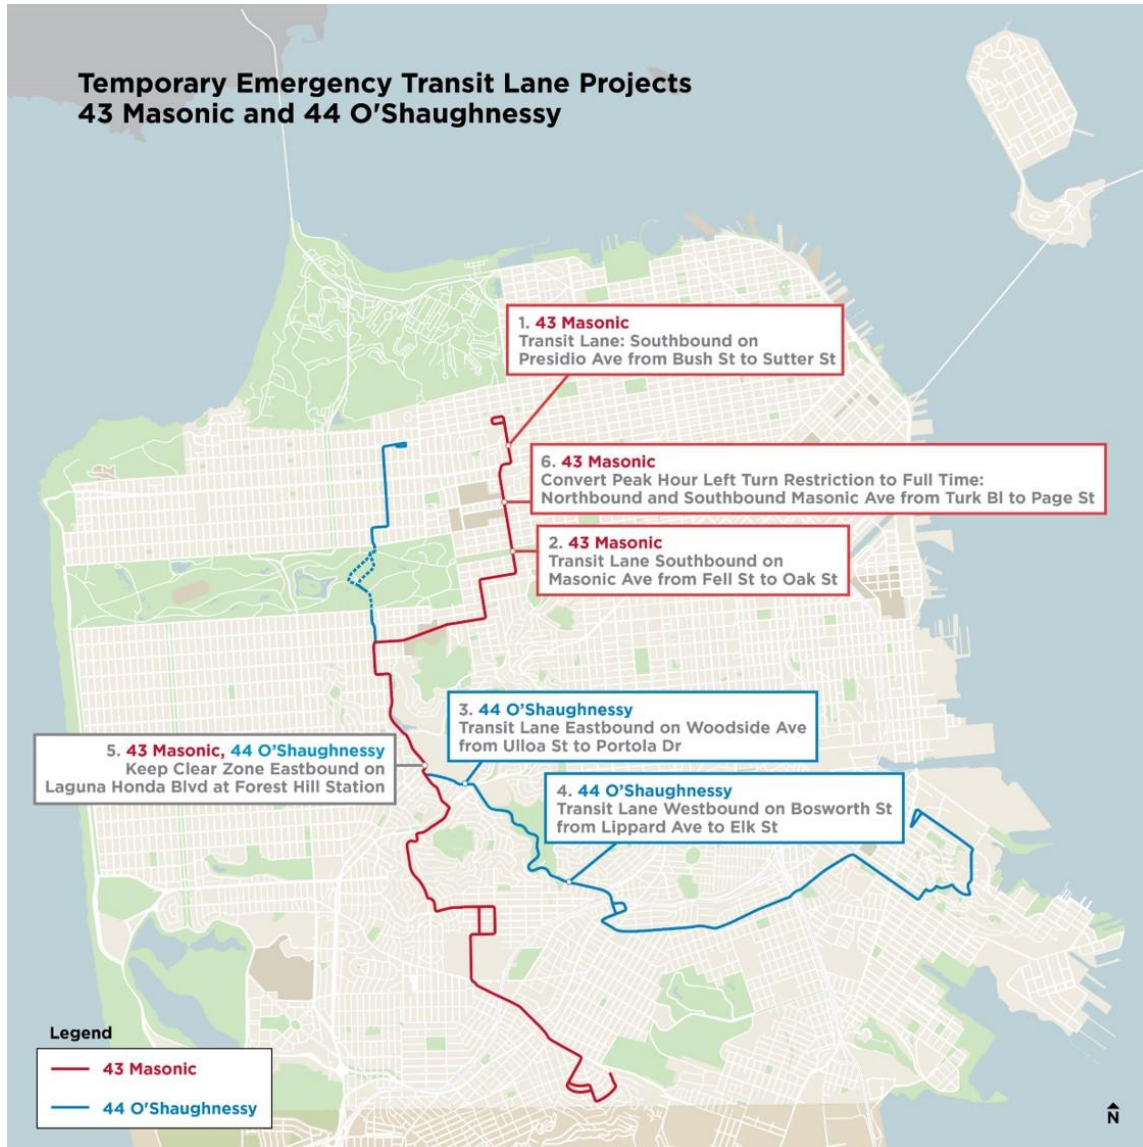 Temporary Emergency Transit Lane Projects
43 Masonic and 44 O'Shaughnessy
1. 43 Masonic
Transit Lane: Southbound on
Presidio Ave from Bush St to Sutter St
6. 43 Masonic
Convert Peak Hour Left Turn Restriction to Full Time:
Northbound and Southbound Masonic Ave from Turk Bl to Page St
2. 43 Masonic
Transit Lane Southbound on
Masonic Ave from Fell St to Oak St
3. 44 O’Shaughnessy
Transit Lane Eastbound on Woodside Ave
from Ulloa St to Portola Dr
5. 43 Masonic, 44 O’Shaughnessy
Keep Clear Zone Eastbound on
Laguna Honda Blvd at Forest Hill Station
4. 44 O’Shaughnessy
Transit Lane Westbound on Bosworth St
from Lippard Ave to Elk St
Legend
43 Masonic
44 O'Shaughnessy
N